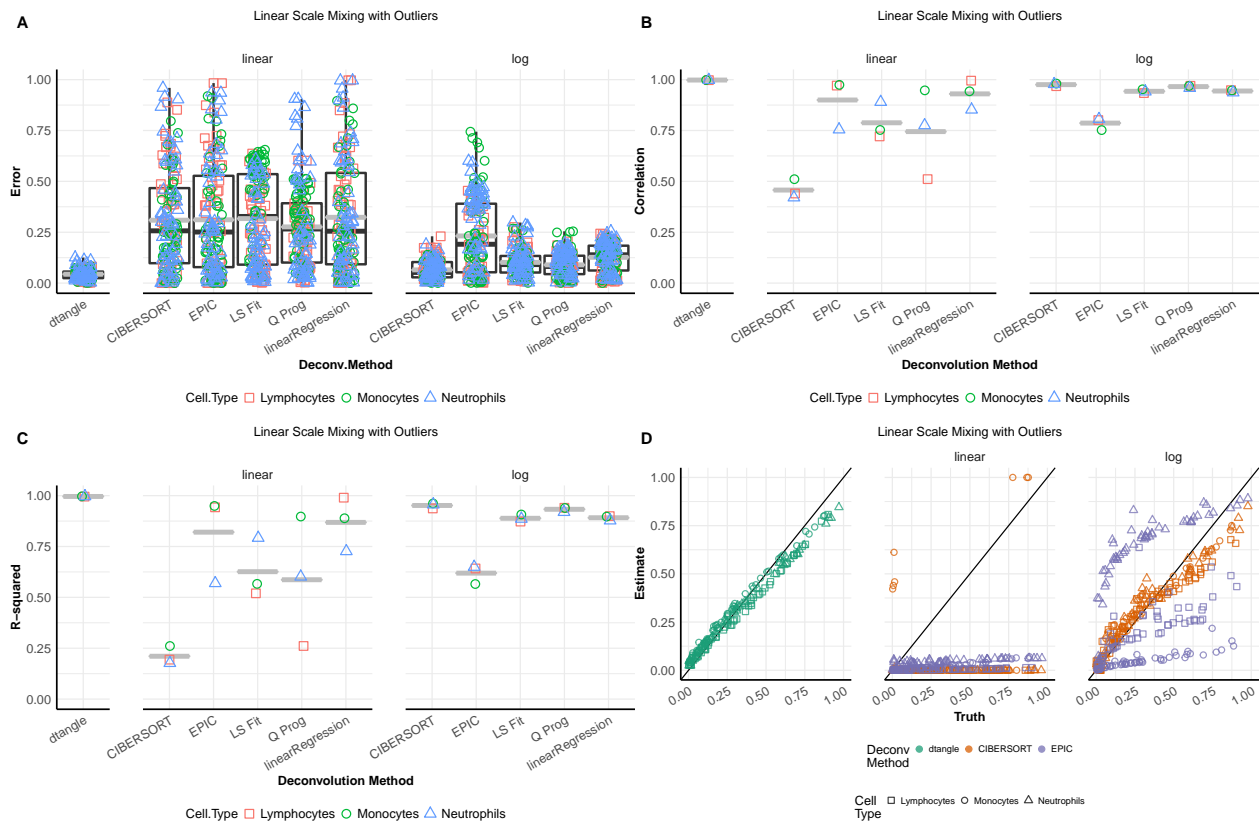 A
Linear Scale Mixing with Outliers
linear
log
1.00
0.75
0.50
0.25
0.00
Error
dtangle
CIBERSORT
EPIC
LS Fit
Q Prog
linearRegression
CIBERSORT
EPIC
LS Fit
Q Prog
linearRegression
Deconv.Method
Cell.Type Lymphocytes Monocytes Neutrophils
B
Linear Scale Mixing with Outliers
linear
log
1.00
0.75
0.50
0.25
0.00
Correlation
dtangle
CIBERSORT
EPIC
LS Fit
Q Prog
linearRegression
CIBERSORT
EPIC
LS Fit
Q Prog
linearRegression
Deconvolution Method
Cell.Type Lymphocytes Monocytes Neutrophils
C
Linear Scale Mixing with Outliers
linear
log
1.00
0.75
0.50
0.25
0.00
R−squared
dtangle
CIBERSORT
EPIC
LS Fit
Q Prog
linearRegression
CIBERSORT
EPIC
LS Fit
Q Prog
linearRegression
Deconvolution Method
Cell.Type Lymphocytes Monocytes Neutrophils
D
Linear Scale Mixing with Outliers
linear
log
1.00
0.75
0.50
0.25
0.00
Estimate
0.00 0.25 0.50 0.75 1.00
0.00 0.25 0.50 0.75 1.00
0.00 0.25 0.50 0.75 1.00
Truth
Deconv
Method
dtangle CIBERSORT EPIC
Cell
Type
Lymphocytes Monocytes Neutrophils